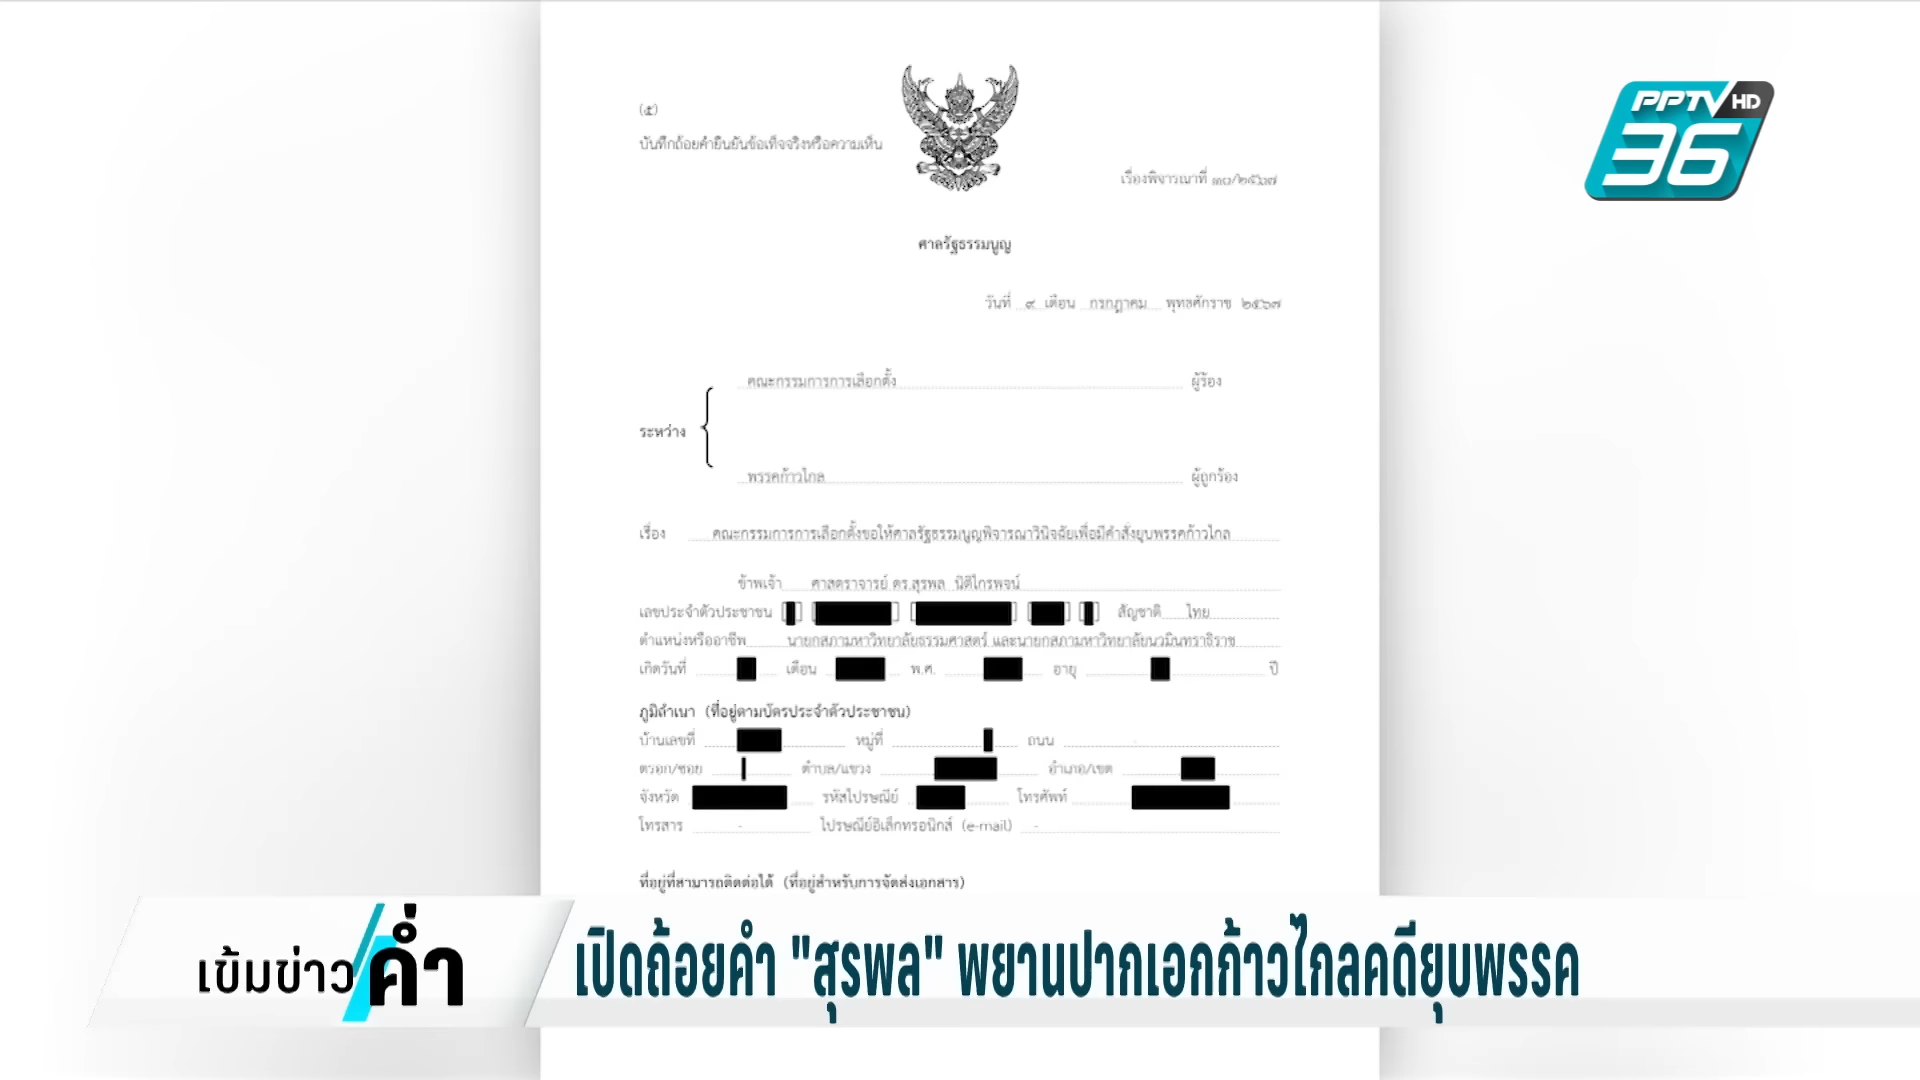 PPTV HD
36
(๕)
บันทึกถ้อยคำยืนยันข้อเท็จจริงหรือความเห็น
เรื่องพิจารณาที่ ๑๐/๒๕๖๗
ศาลรัฐธรรมนูญ
วันที่ ๙ เดือน กรกฎาคม พุทธศักราช ๒๕๖๗
คณะกรรมการการเลือกตั้ง ผู้ร้อง
ระหว่าง
พรรคก้าวไกล ผู้ถูกร้อง
เรื่อง คณะกรรมการการเลือกตั้งขอให้ศาลรัฐธรรมนูญพิจารณาวินิจฉัยเพื่อมีคำสั่งยุบพรรคก้าวไกล
ข้าพเจ้า ศาสตราจารย์ ดร.สุรพล นิติไกรพจน์
เลขประจำตัวประชาชน สัญชาติ ไทย
ตำแหน่งหรืออาชีพ นายกสภามหาวิทยาลัยธรรมศาสตร์ และนายกสภามหาวิทยาลัยนวมินทราธิราช
เกิดวันที่ เดือน พ.ศ. อายุ ปี
ภูมิลำเนา (ที่อยู่ตามบัตรประจำตัวประชาชน)
บ้านเลขที่ หมู่ที่ ถนน -
ตรอก/ซอย ตำบล/แขวง อำเภอ/เขต
จังหวัด รหัสไปรษณีย์ โทรศัพท์
โทรสาร - ไปรษณีย์อิเล็กทรอนิกส์ (e-mail) -
ที่อยู่ที่สามารถติดต่อได้ (ที่อยู่สำหรับการจัดส่งเอกสาร)
เข้มข่าวค่ำ
เปิดถ้อยคำ "สุรพล" พยานปากเอกก้าวไกลคดียุบพรรค